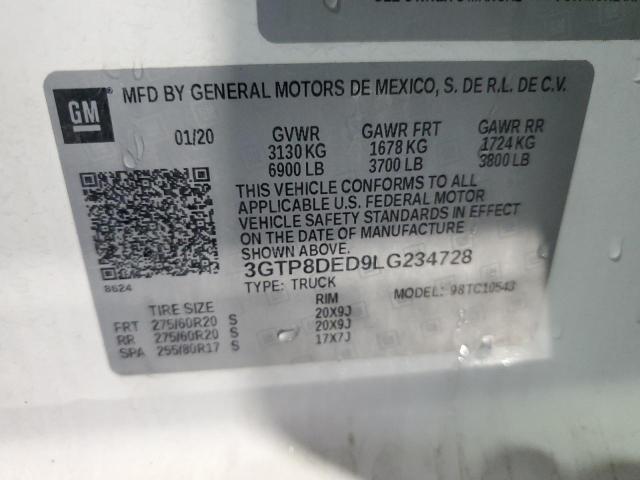 GM
MFD BY GENERAL MOTORS DE MEXICO, S. DE R.L. DE C.V.
01/20 GVWR GAWR FRT GAWR RR
3130 KG 1678 KG 1724 KG
6900 LB 3700 LB 3800 LB
THIS VEHICLE CONFORMS TO ALL
APPLICABLE U.S. FEDERAL MOTOR
VEHICLE SAFETY STANDARDS IN EFFECT
ON THE DATE OF MANUFACTURE
SHOWN ABOVE.
3GTP8DED9LG234728
8624
TYPE: TRUCK MODEL: 98TC10543
TIRE SIZE RIM
FRT 275/60R20 S 20X9J
RR 275/60R20 S 20X9J
SPA 255/80R17 S 17X7J